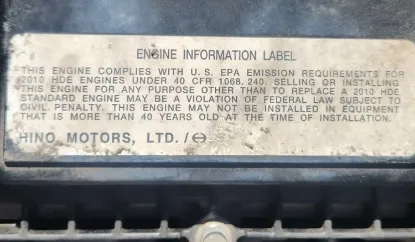 ENGINE INFORMATION LABEL
THIS ENGINE COMPLIES WITH U.S. EPA EMISSION REQUIREMENTS FOR
2010 HDE ENGINES UNDER 40 CFR 1068.240. SELLING OR INSTALLING
THIS ENGINE FOR ANY PURPOSE OTHER THAN TO REPLACE A 2010 HDE
STANDARD ENGINE MAY BE A VIOLATION OF FEDERAL LAW SUBJECT TO
CIVIL PENALTY. THIS ENGINE MAY NOT BE INSTALLED IN EQUIPMENT
THAT IS MORE THAN 40 YEARS OLD AT THE TIME OF INSTALLATION.
HINO MOTORS, LTD./